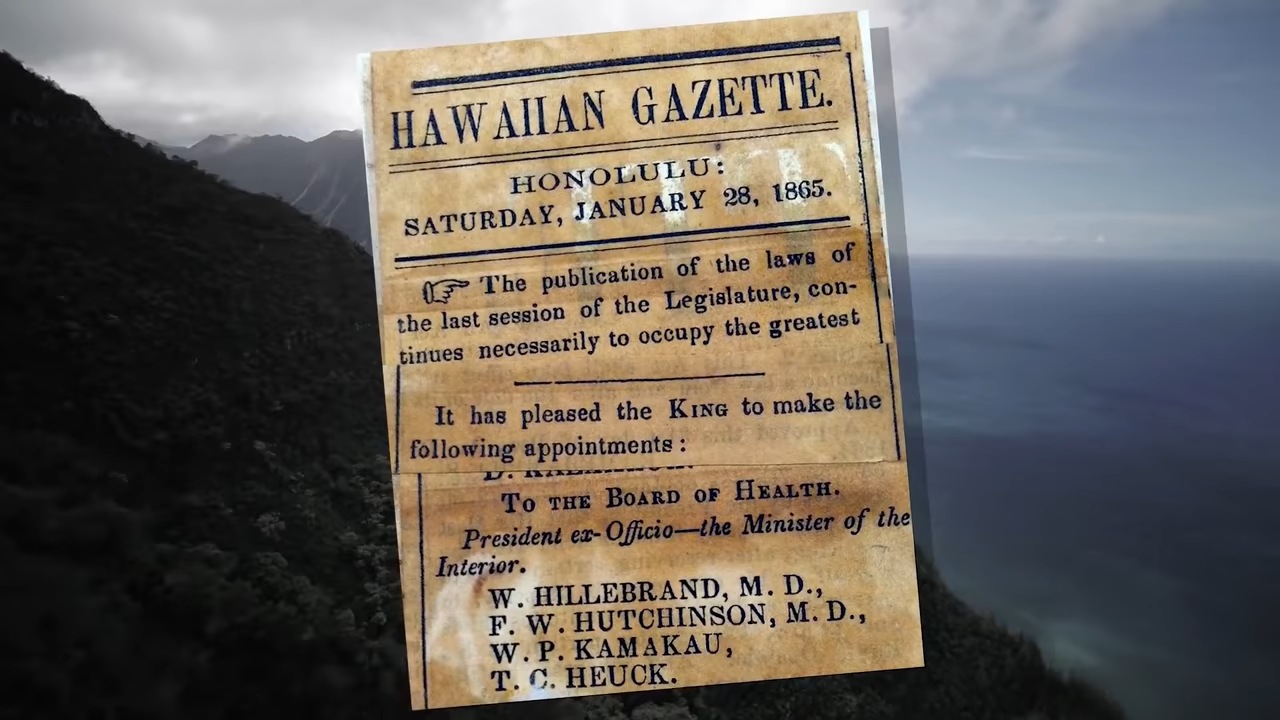 HAWAIIAN GAZETTE.
HONOLULU:
SATURDAY, JANUARY 28, 1865.
☞ The publication of the laws of
the last session of the Legislature, con-
tinues necessarily to occupy the greatest
It has pleased the KING to make the
following appointments:
TO THE BOARD OF HEALTH.
President ex-Officio—the Minister of the
Interior.
W. HILLEBRAND, M. D.,
F. W. HUTCHINSON, M. D.,
W. P. KAMAKAU,
T. C. HEUCK.